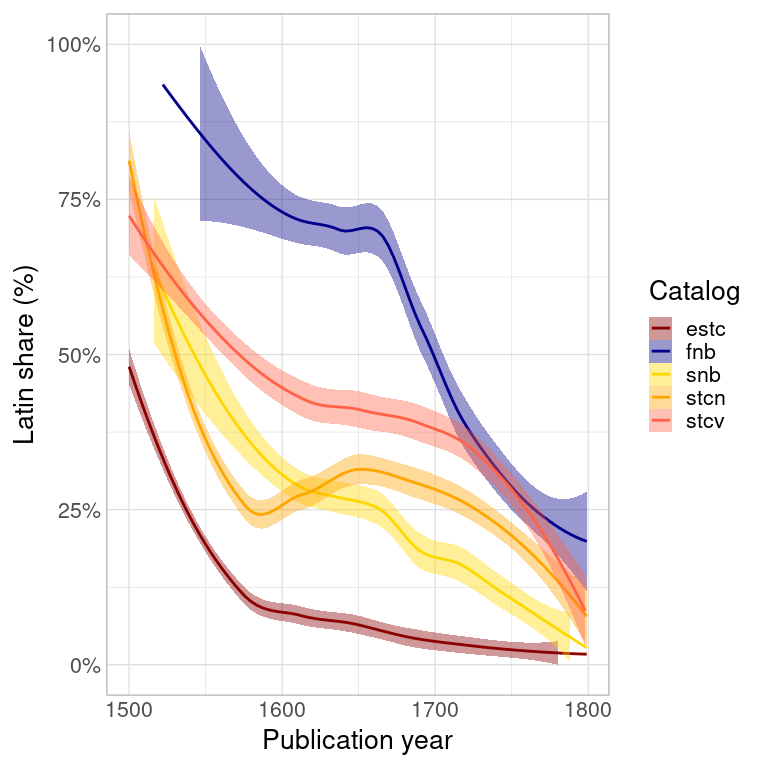 Latin share (%)
100%
75%
50%
25%
0%
1500 1600 1700 1800
Publication year
Catalog
estc
fnb
snb
stcn
stcv